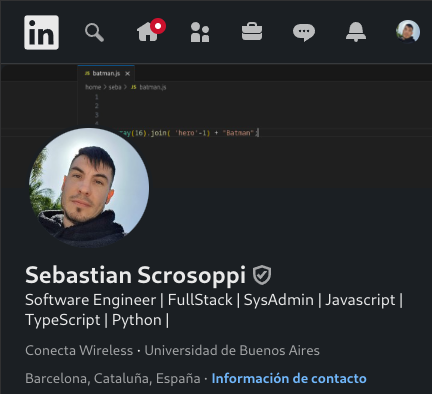 in
JS batman.js ×
home > seba > JS batman.js
1
2
3
4
ay(16).join( 'hero'-1) + "Batman";
Sebastian Scrosoppi
Software Engineer | FullStack | SysAdmin | Javascript |
TypeScript | Python |
Conecta Wireless · Universidad de Buenos Aires
Barcelona, Cataluña, España · Información de contacto